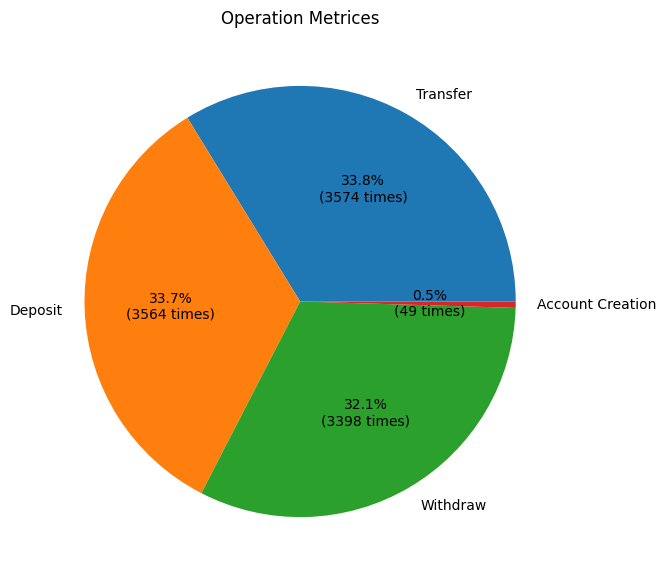 Operation Metrices
Transfer
33.8%
(3574 times)
33.7%
(3564 times)
Deposit
0.5%
(49 times)
Account Creation
32.1%
(3398 times)
Withdraw